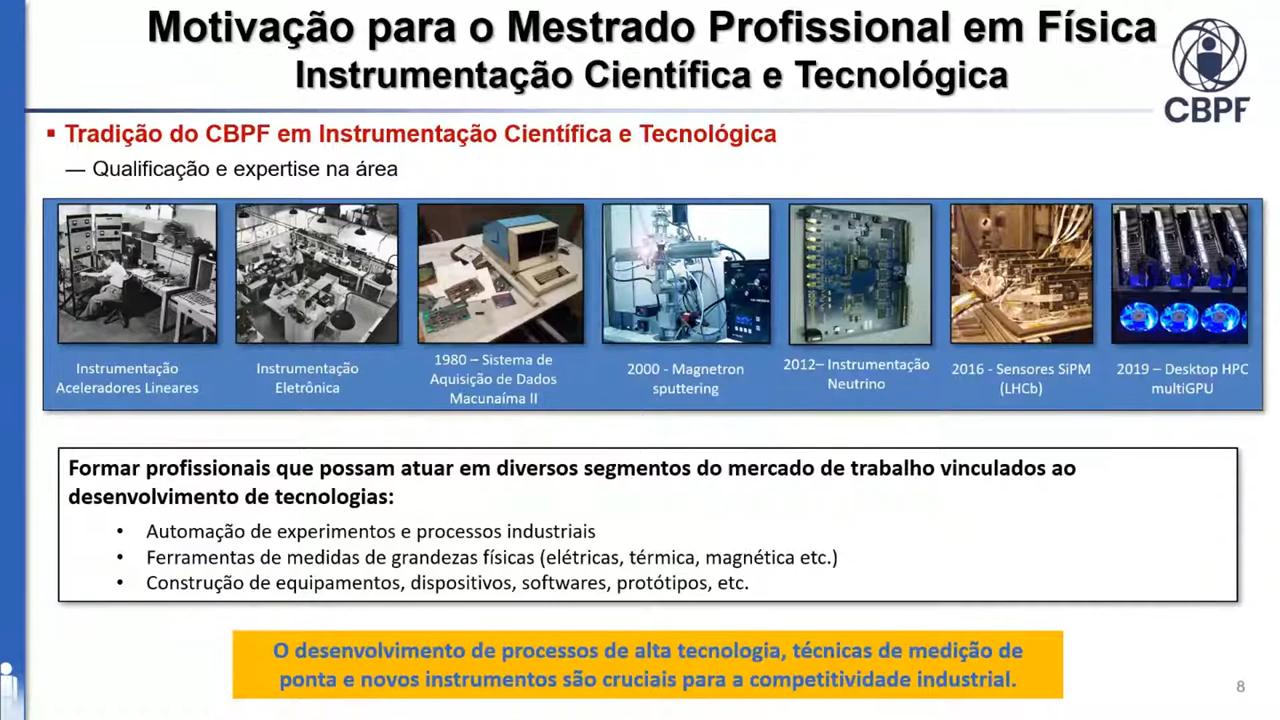 Motivação para o Mestrado Profissional em Física
Instrumentação Científica e Tecnológica
CBPF
▪ Tradição do CBPF em Instrumentação Científica e Tecnológica
— Qualificação e expertise na área
Instrumentação
Aceleradores Lineares
Instrumentação
Eletrônica
1980 – Sistema de
Aquisição de Dados
Macunaíma II
2000 - Magnetron
sputtering
2012– Instrumentação
Neutrino
2016 - Sensores SiPM
(LHCb)
2019 – Desktop HPC
multiGPU
Formar profissionais que possam atuar em diversos segmentos do mercado de trabalho vinculados ao
desenvolvimento de tecnologias:
• Automação de experimentos e processos industriais
• Ferramentas de medidas de grandezas físicas (elétricas, térmica, magnética etc.)
• Construção de equipamentos, dispositivos, softwares, protótipos, etc.
O desenvolvimento de processos de alta tecnologia, técnicas de medição de
ponta e novos instrumentos são cruciais para a competitividade industrial.
8